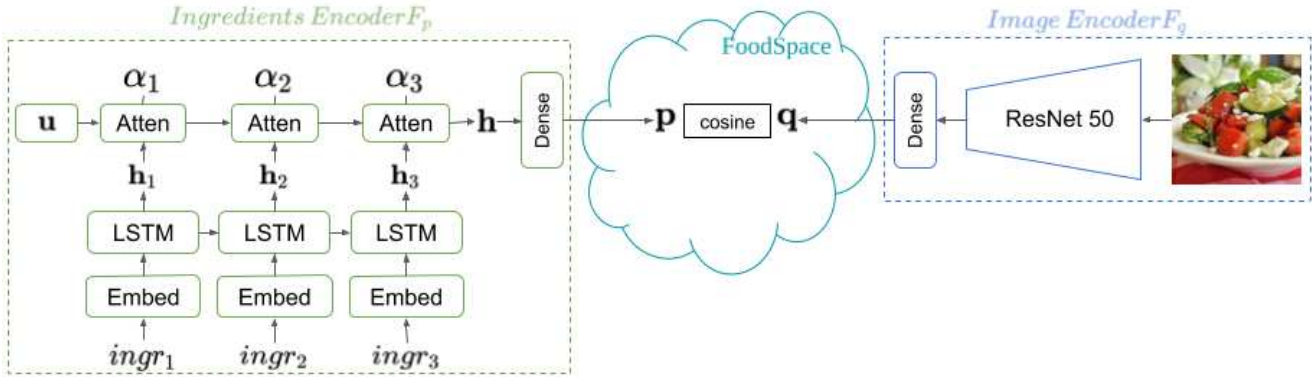 Ingredients EncoderF_p
Image EncoderF_q
FoodSpace
α_1 α_2 α_3
u Atten Atten Atten h Dense
p cosine q
Dense ResNet 50
h_1 h_2 h_3
LSTM LSTM LSTM
Embed Embed Embed
ingr_1 ingr_2 ingr_3